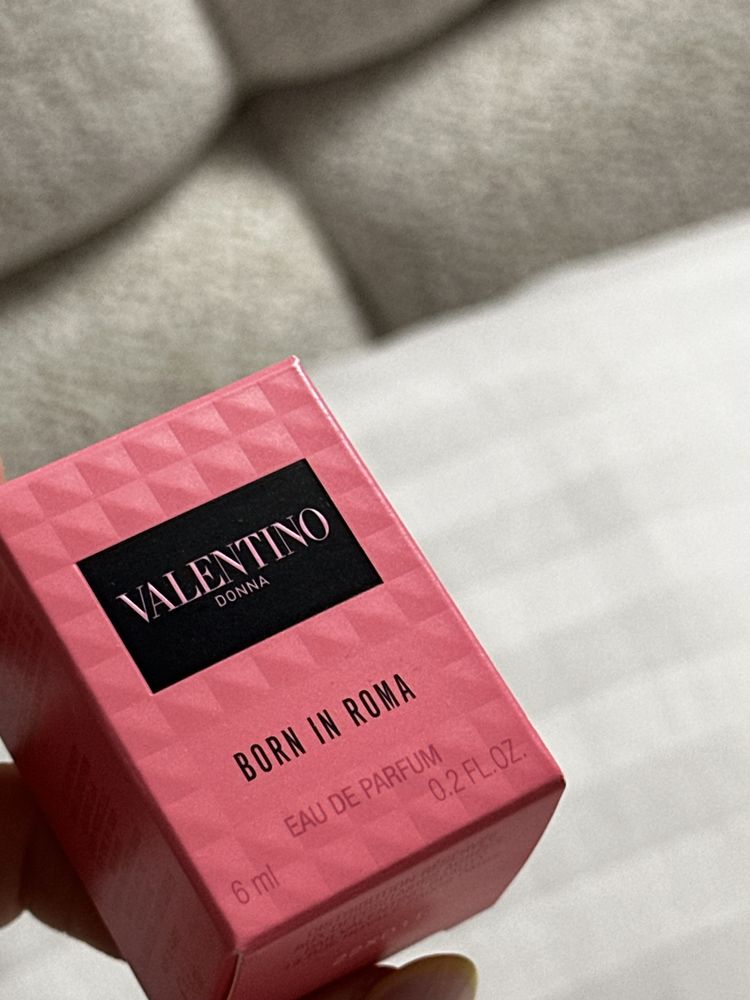 VALENTINO
DONNA
BORN IN ROMA
EAU DE PARFUM
6 ml
0.2 FL.OZ.